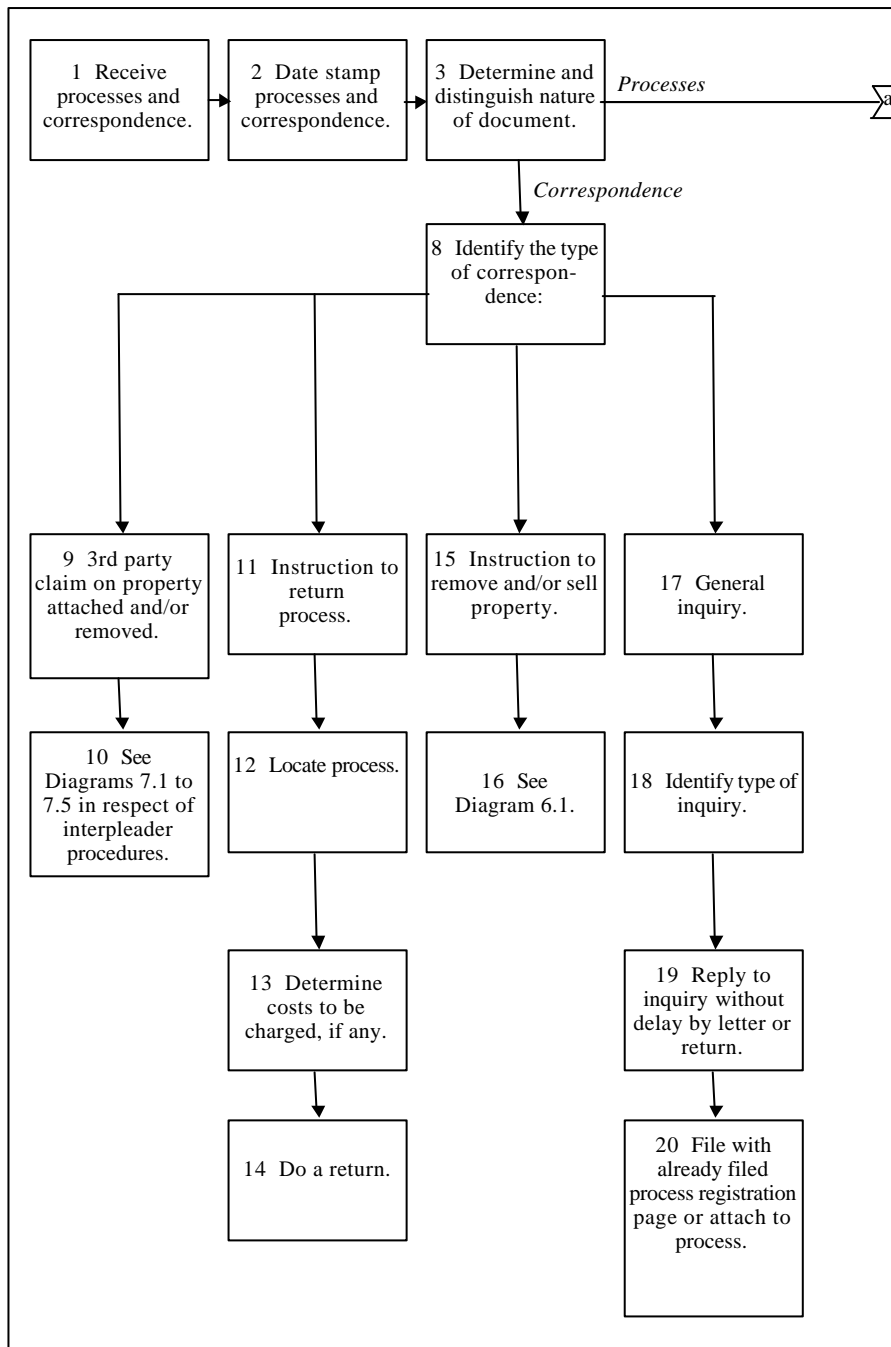 1 Receive
processes and
correspondence.
2 Date stamp
processes and
correspondence.
3 Determine and
distinguish nature
of document.
Processes
a
Correspondence
8 Identify the type
of correspon-
dence:
9 3rd party
claim on property
attached and/or
removed.
11 Instruction to
return
process.
15 Instruction to
remove and/or sell
property.
17 General
inquiry.
10 See
Diagrams 7.1 to
7.5 in respect of
interpleader
procedures.
12 Locate process.
16 See
Diagram 6.1.
18 Identify type of
inquiry.
13 Determine
costs to be
charged, if any.
19 Reply to
inquiry without
delay by letter or
return.
14 Do a return.
20 File with
already filed
process registration
page or attach to
process.